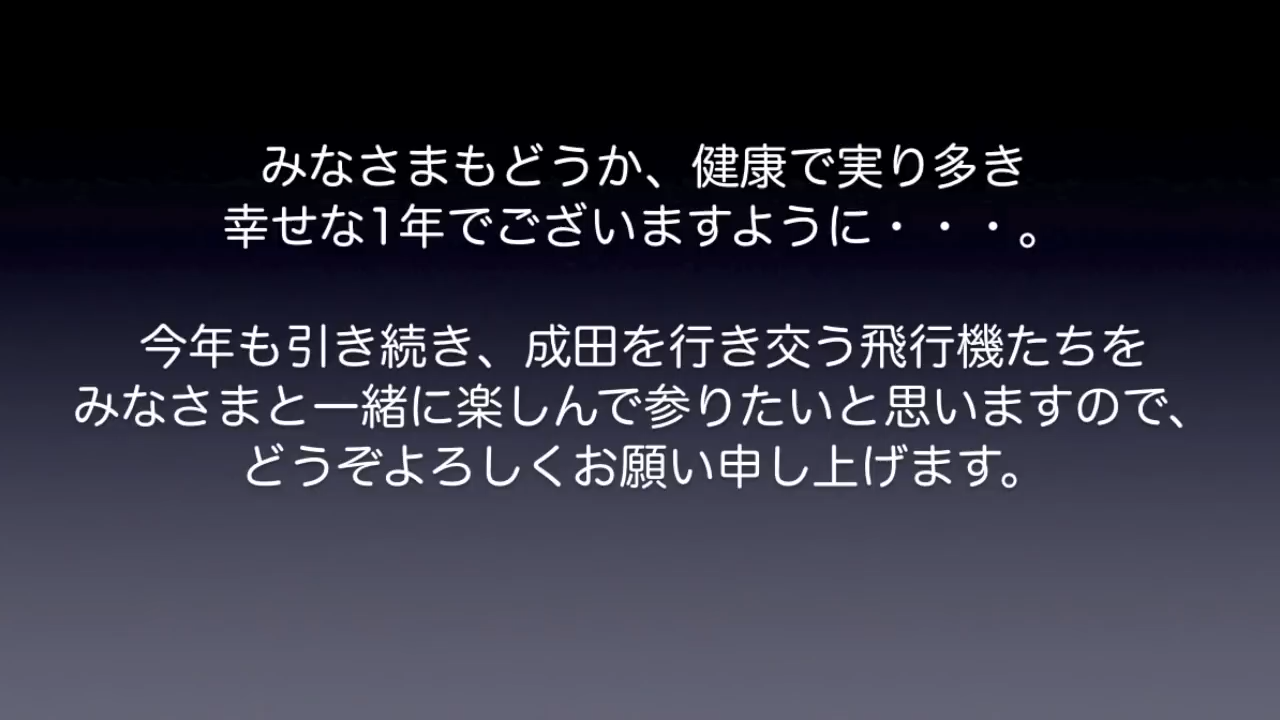 みなさまもどうか、健康で実り多き
幸せな1年でございますように・・・。
今年も引き続き、成田を行き交う飛行機たちを
みなさまと一緒に楽しんで参りたいと思いますので、
どうぞよろしくお願い申し上げます。